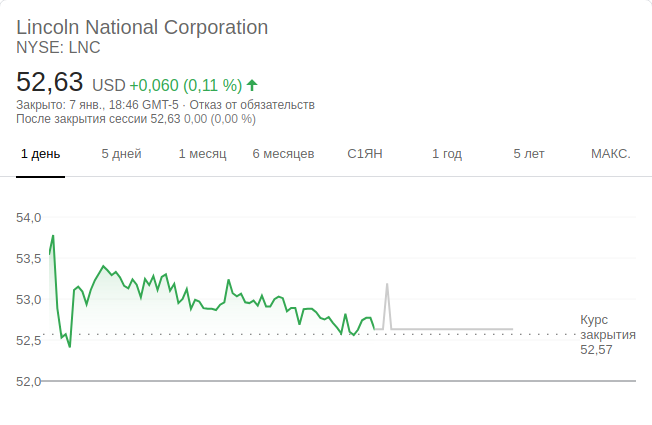 Lincoln National Corporation
NYSE: LNC
52,63 USD +0,060 (0,11 %)
Закрыто: 7 янв., 18:46 GMT-5 · Отказ от обязательств
После закрытия сессии 52,63 0,00 (0,00 %)
1 день 5 дней 1 месяц 6 месяцев С1ЯН 1 год 5 лет МАКС.
54,0
53,5
53,0
52,5
52,0
Курс
закрытия
52,57